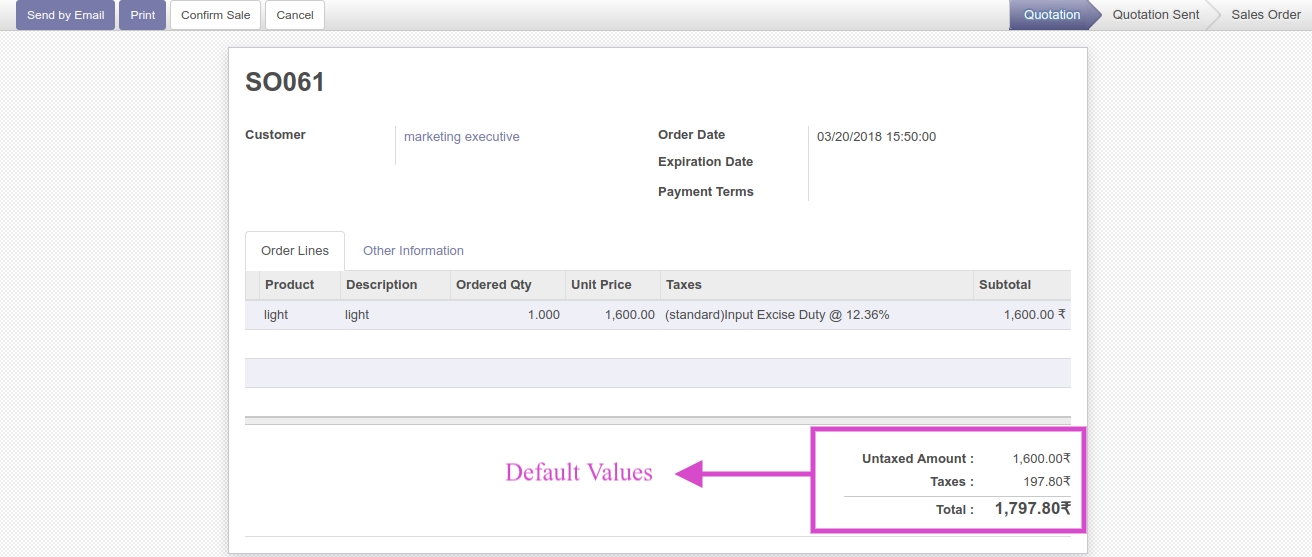 Send by Email Print Confirm Sale Cancel Quotation Quotation Sent Sales Order
SO061
Customer marketing executive Order Date 03/20/2018 15:50:00
Expiration Date
Payment Terms
Order Lines Other Information
Product Description Ordered Qty Unit Price Taxes Subtotal
light light 1.000 1,600.00 (standard)Input Excise Duty @ 12.36% 1,600.00 ₹
Untaxed Amount : 1,600.00₹
Default Values Taxes : 197.80₹
Total : 1,797.80₹